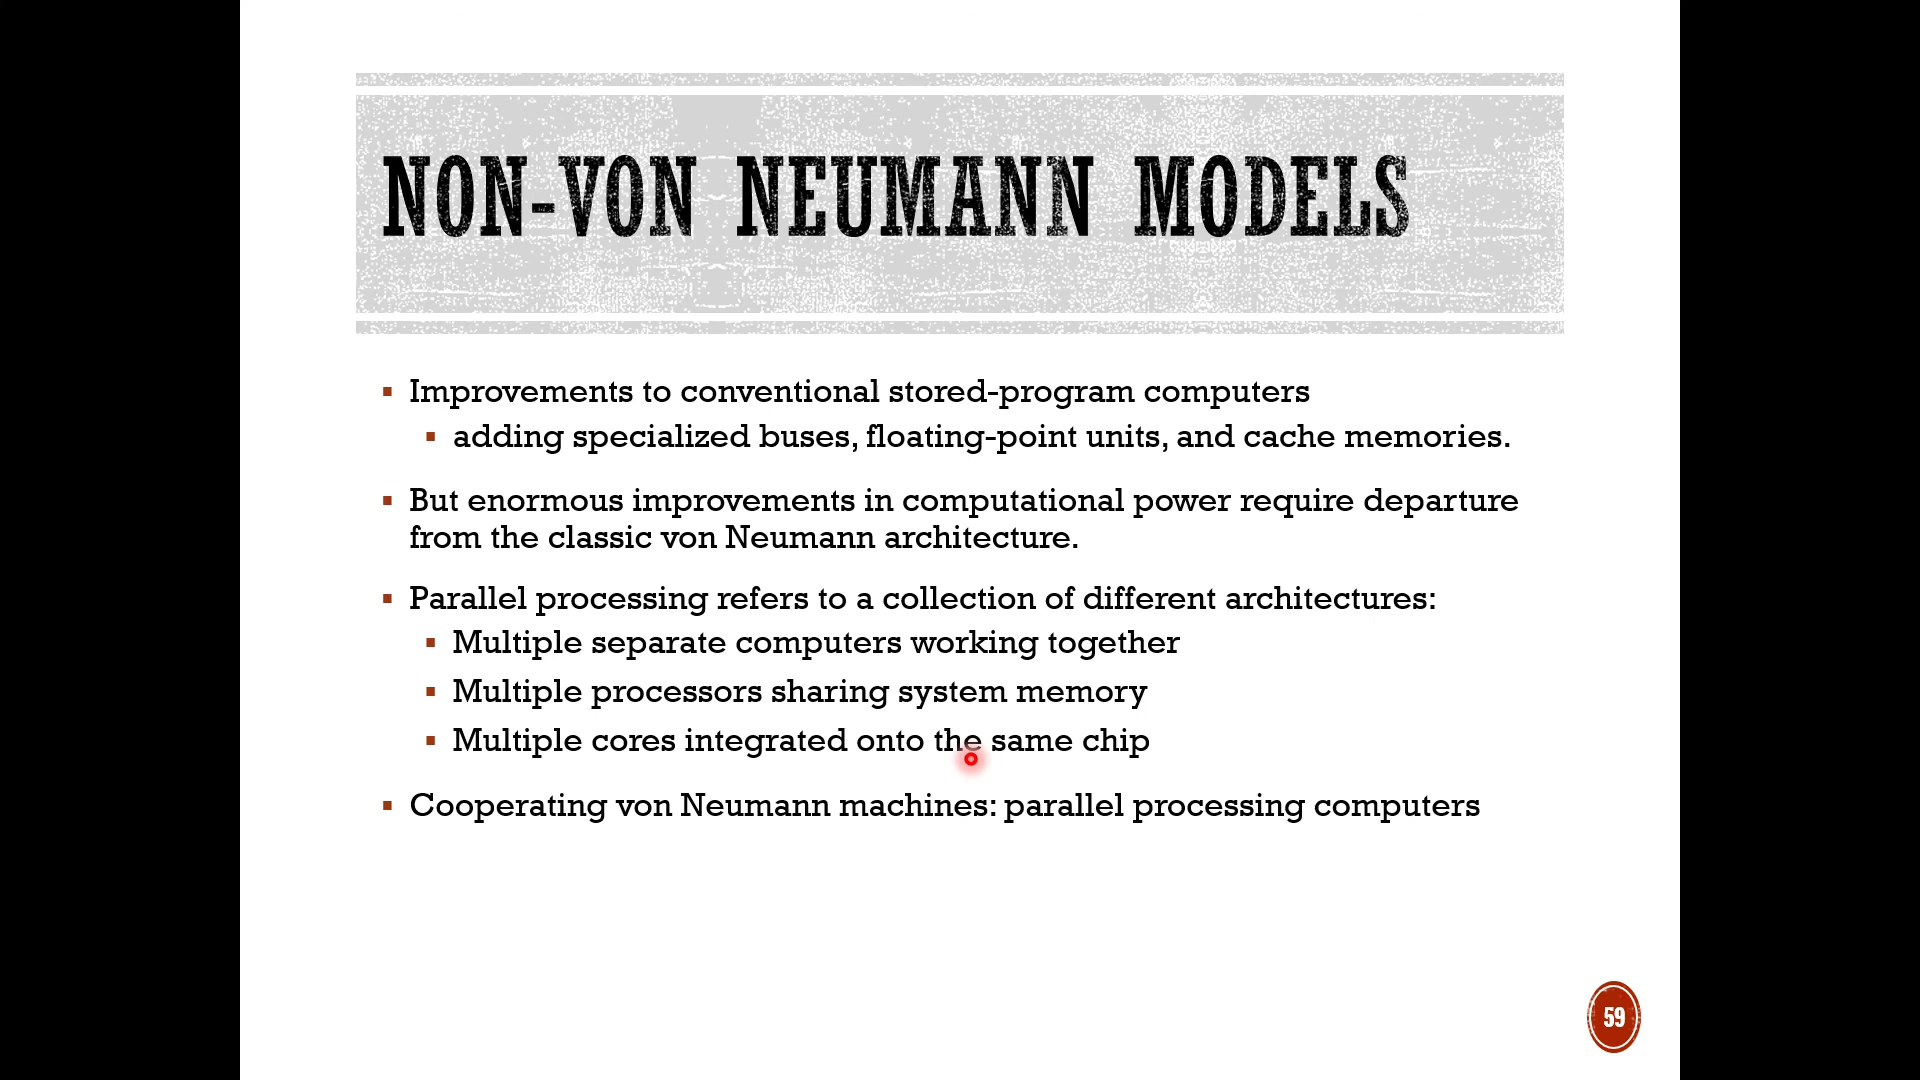 NON-VON NEUMANN MODELS
▪ Improvements to conventional stored-program computers
▪ adding specialized buses, floating-point units, and cache memories.
▪ But enormous improvements in computational power require departure
from the classic von Neumann architecture.
▪ Parallel processing refers to a collection of different architectures:
▪ Multiple separate computers working together
▪ Multiple processors sharing system memory
▪ Multiple cores integrated onto the same chip
▪ Cooperating von Neumann machines: parallel processing computers
59